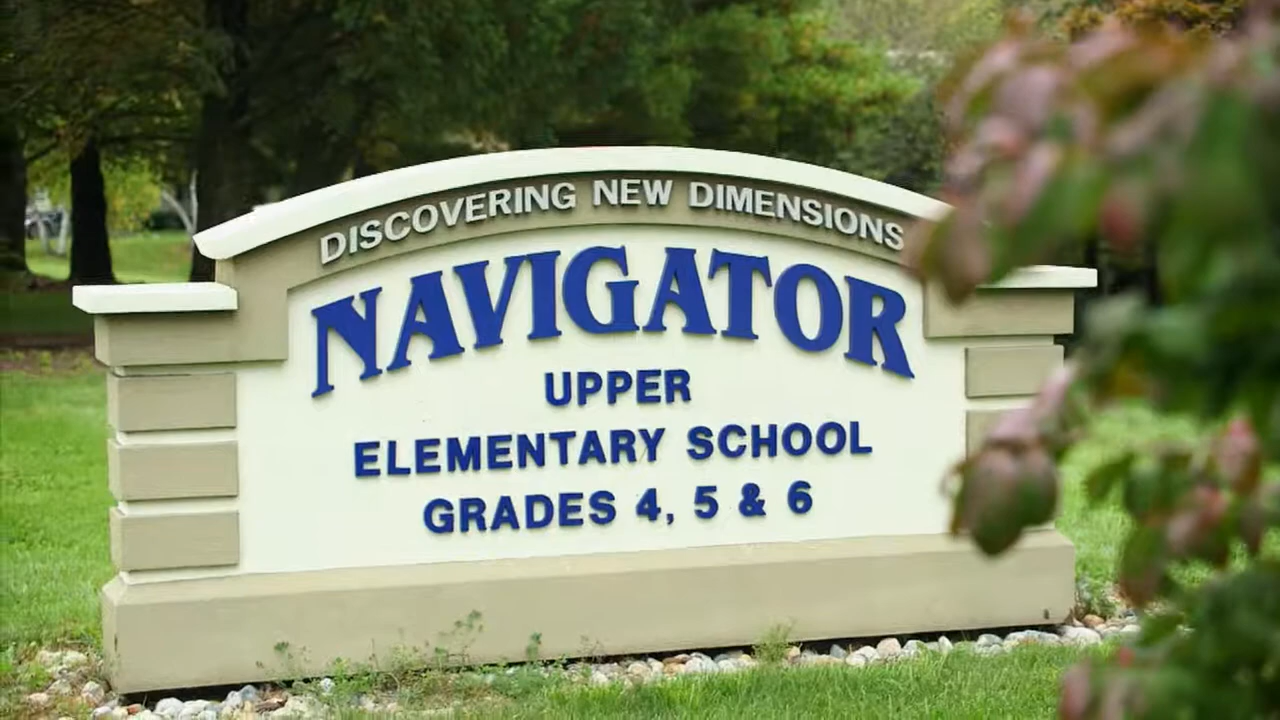 DISCOVERING NEW DIMENSIONS
NAVIGATOR
UPPER
ELEMENTARY SCHOOL
GRADES 4, 5 & 6